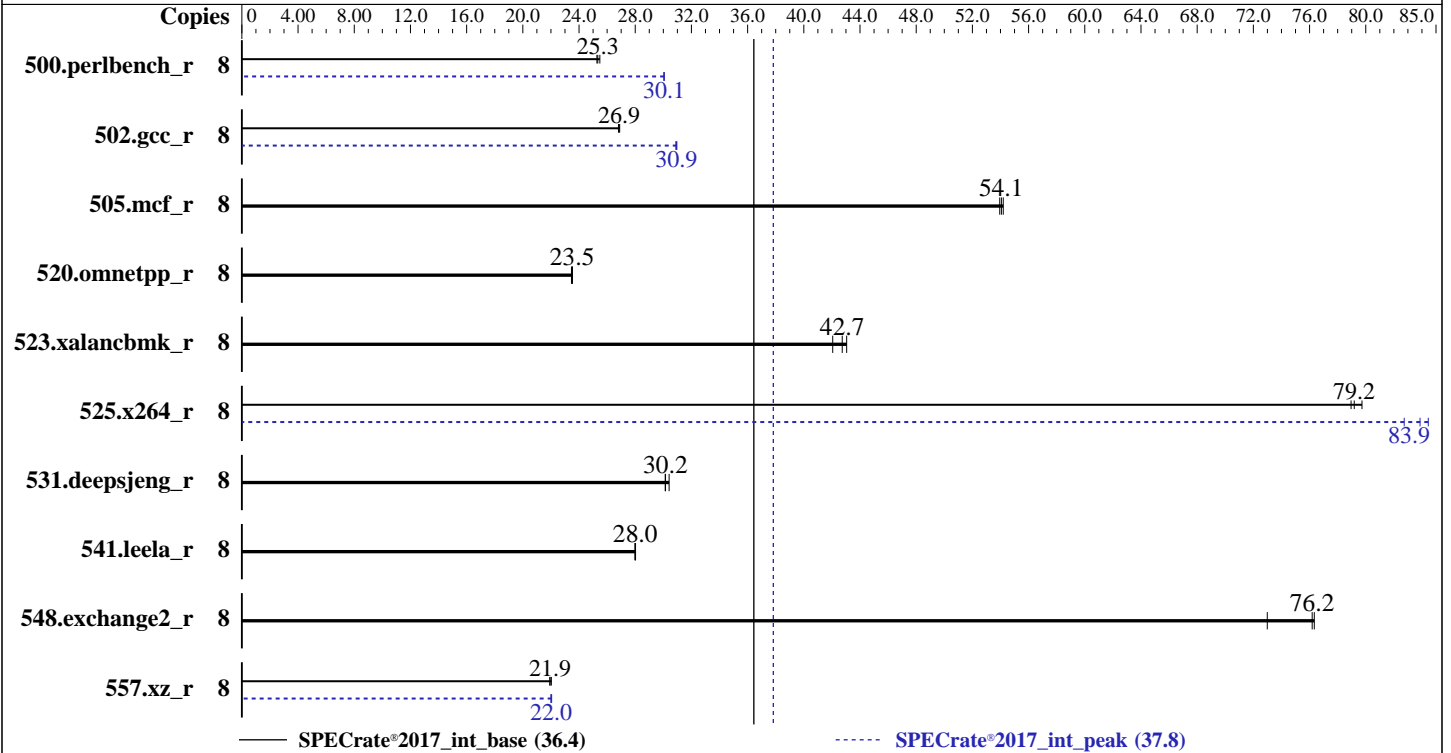 Copies 0 4.00 8.00 12.0 16.0 20.0 24.0 28.0 32.0 36.0 40.0 44.0 48.0 52.0 56.0 60.0 64.0 68.0 72.0 76.0 80.0 85.0
25.3
500.perlbench_r 8
30.1
26.9
502.gcc_r 8
30.9
54.1
505.mcf_r 8
23.5
520.omnetpp_r 8
42.7
523.xalancbmk_r 8
79.2
525.x264_r 8
83.9
30.2
531.deepsjeng_r 8
28.0
541.leela_r 8
76.2
548.exchange2_r 8
21.9
557.xz_r 8
22.0
SPECrate®2017_int_base (36.4) SPECrate®2017_int_peak (37.8)